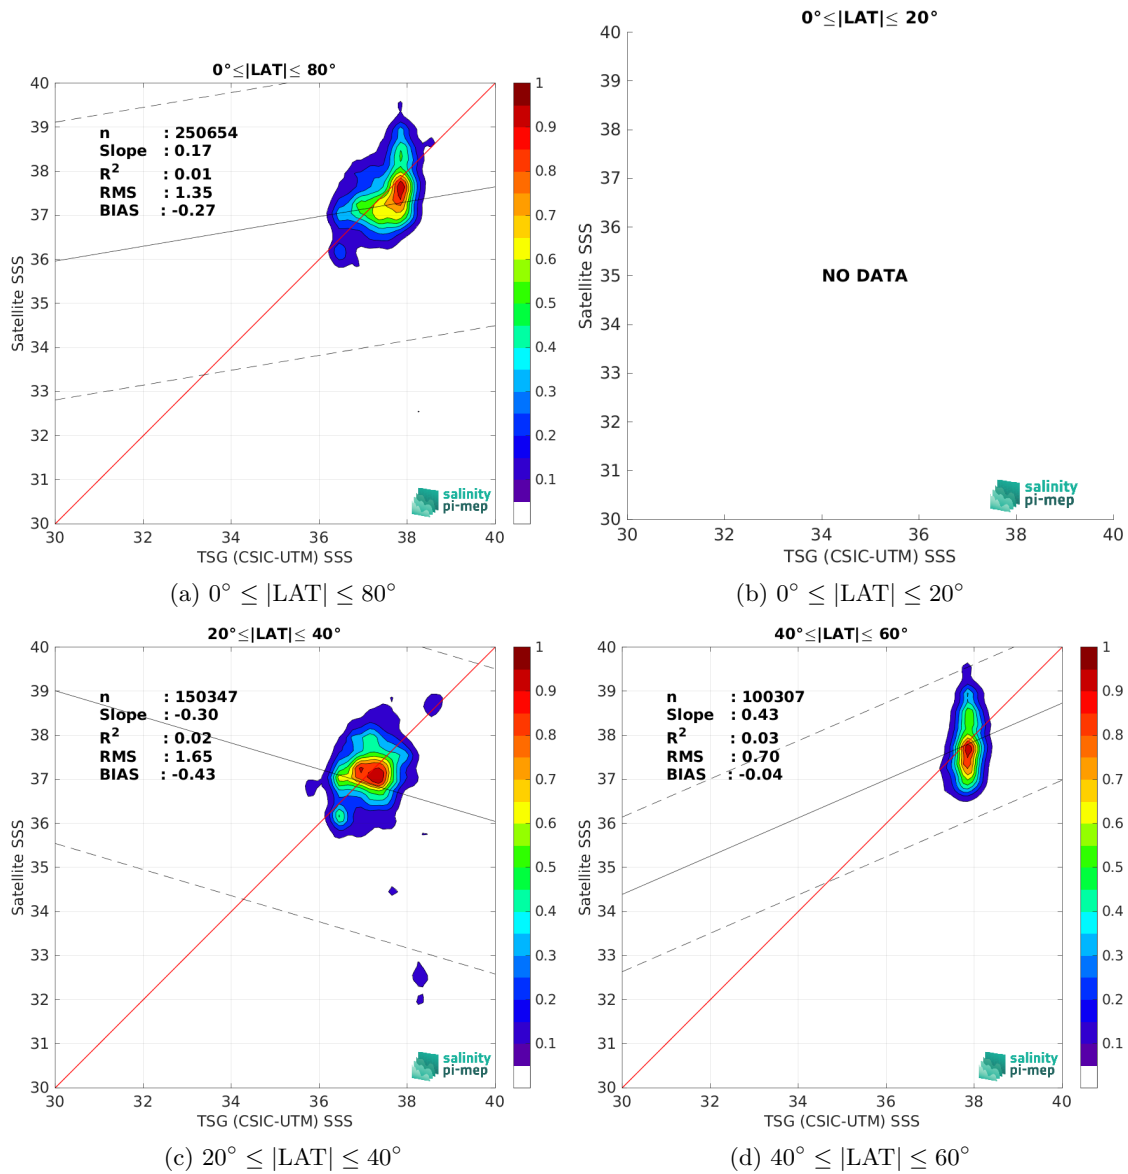 0°≤|LAT|≤ 80°
40
39
38
37
36
35
34
33
32
31
30
Satellite SSS
n : 250654
Slope : 0.17
R² : 0.01
RMS : 1.35
BIAS : -0.27
1
0.9
0.8
0.7
0.6
0.5
0.4
0.3
0.2
0.1
salinity
pi-mep
30 32 34 36 38 40
TSG (CSIC-UTM) SSS
(a) 0° ≤ |LAT| ≤ 80°
0°≤|LAT|≤ 20°
40
39
38
37
36
35
34
33
32
31
30
Satellite SSS
NO DATA
salinity
pi-mep
30 32 34 36 38 40
TSG (CSIC-UTM) SSS
(b) 0° ≤ |LAT| ≤ 20°
20°≤|LAT|≤ 40°
40
39
38
37
36
35
34
33
32
31
30
Satellite SSS
n : 150347
Slope : -0.30
R² : 0.02
RMS : 1.65
BIAS : -0.43
1
0.9
0.8
0.7
0.6
0.5
0.4
0.3
0.2
0.1
salinity
pi-mep
30 32 34 36 38 40
TSG (CSIC-UTM) SSS
(c) 20° ≤ |LAT| ≤ 40°
40°≤|LAT|≤ 60°
40
39
38
37
36
35
34
33
32
31
30
Satellite SSS
n : 100307
Slope : 0.43
R² : 0.03
RMS : 0.70
BIAS : -0.04
1
0.9
0.8
0.7
0.6
0.5
0.4
0.3
0.2
0.1
salinity
pi-mep
30 32 34 36 38 40
TSG (CSIC-UTM) SSS
(d) 40° ≤ |LAT| ≤ 60°